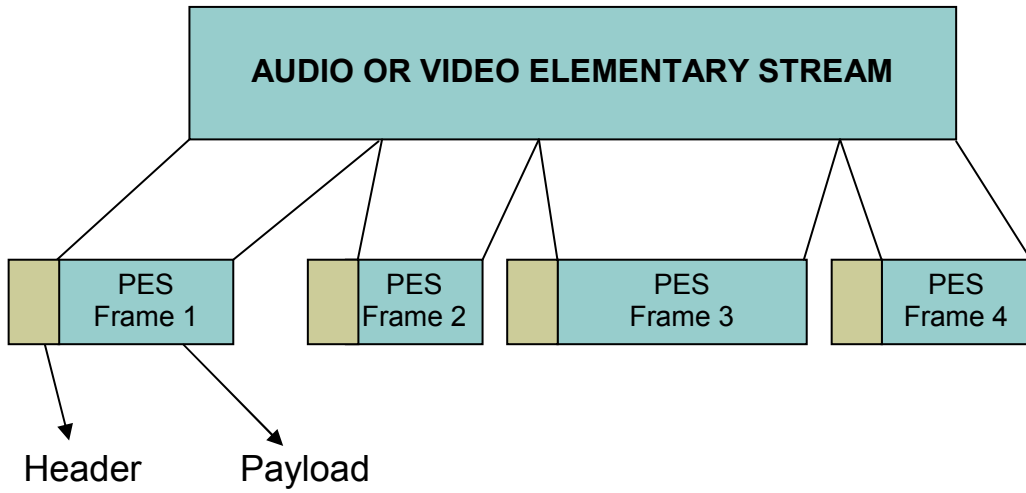 AUDIO OR VIDEO ELEMENTARY STREAM
PES
Frame 1
PES
Frame 2
PES
Frame 3
PES
Frame 4
Header
Payload